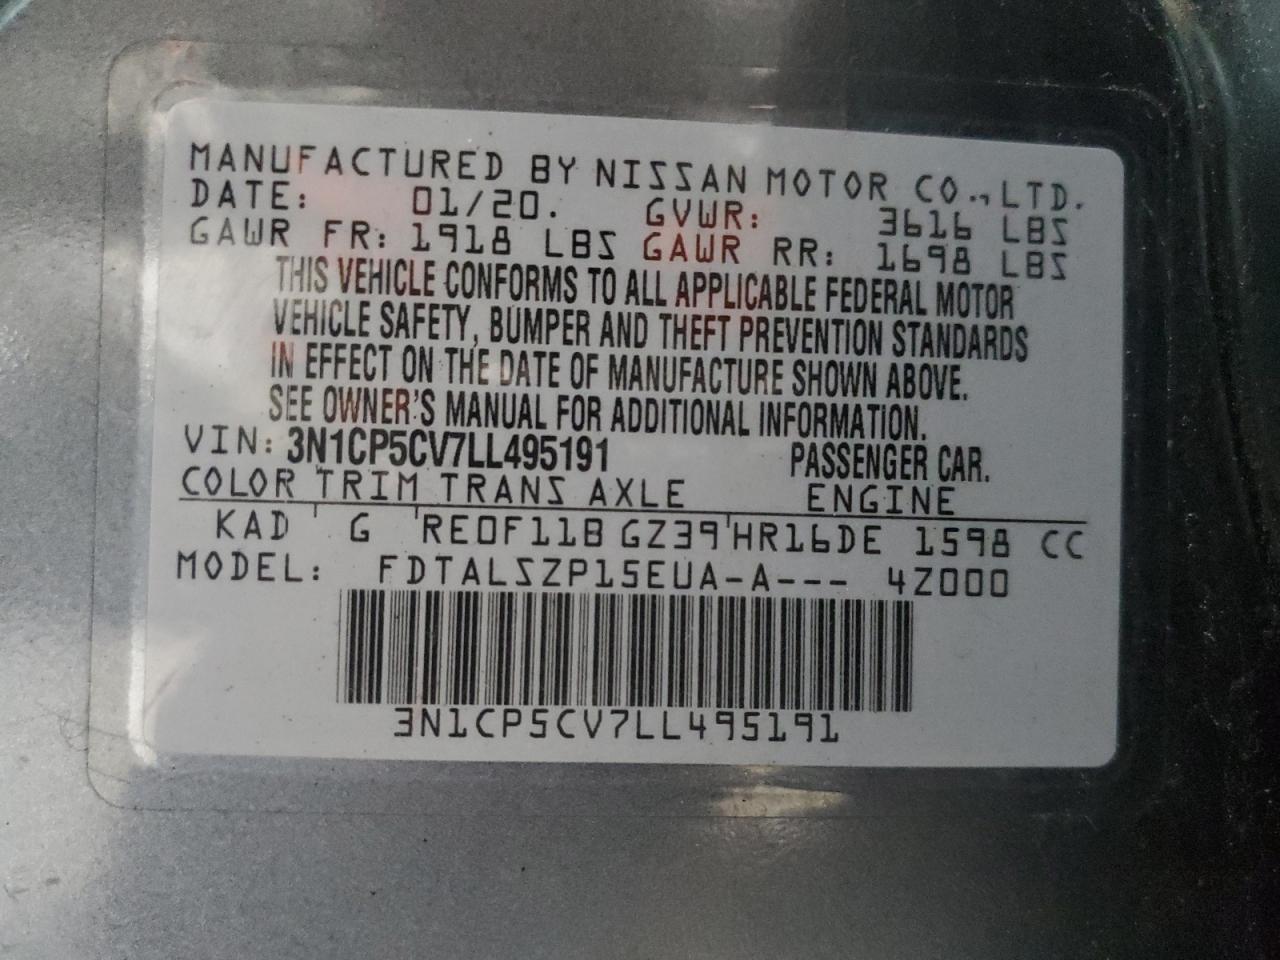 MANUFACTURED BY NISSAN MOTOR CO.,LTD.
DATE: 01/20. GVWR: 3616 LBS
GAWR FR: 1918 LBS GAWR RR: 1698 LBS
THIS VEHICLE CONFORMS TO ALL APPLICABLE FEDERAL MOTOR
VEHICLE SAFETY, BUMPER AND THEFT PREVENTION STANDARDS
IN EFFECT ON THE DATE OF MANUFACTURE SHOWN ABOVE.
SEE OWNER'S MANUAL FOR ADDITIONAL INFORMATION.
VIN: 3N1CP5CV7LL495191 PASSENGER CAR.
COLOR TRIM TRANS AXLE ENGINE
KAD G RE0F11B GZ39 HR16DE 1598 CC
MODEL: FDTALSZP15EUA-A--- 4Z000
3N1CP5CV7LL495191